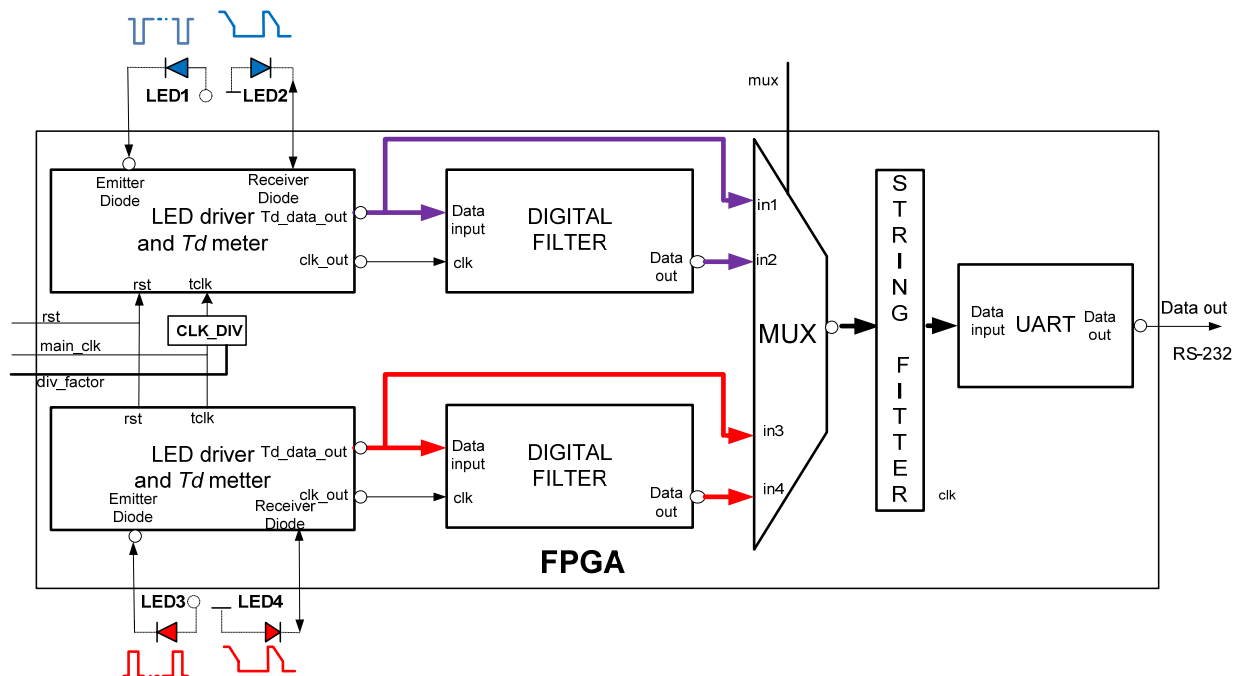 LED1
LED2
mux
Emitter
Diode
Receiver
Diode
LED driver
and Td meter
Td_data_out
clk_out
rst
tclk
Data
input
clk
DIGITAL
FILTER
Data
out
in1
in2
MUX
in3
in4
STRING FITTER
clk
Data
input
UART
Data
out
Data out
RS-232
rst
main_clk
div_factor
CLK_DIV
rst
tclk
LED driver
and Td metter
Td_data_out
clk_out
Emitter
Diode
Receiver
Diode
Data
input
clk
DIGITAL
FILTER
Data
out
FPGA
LED3
LED4